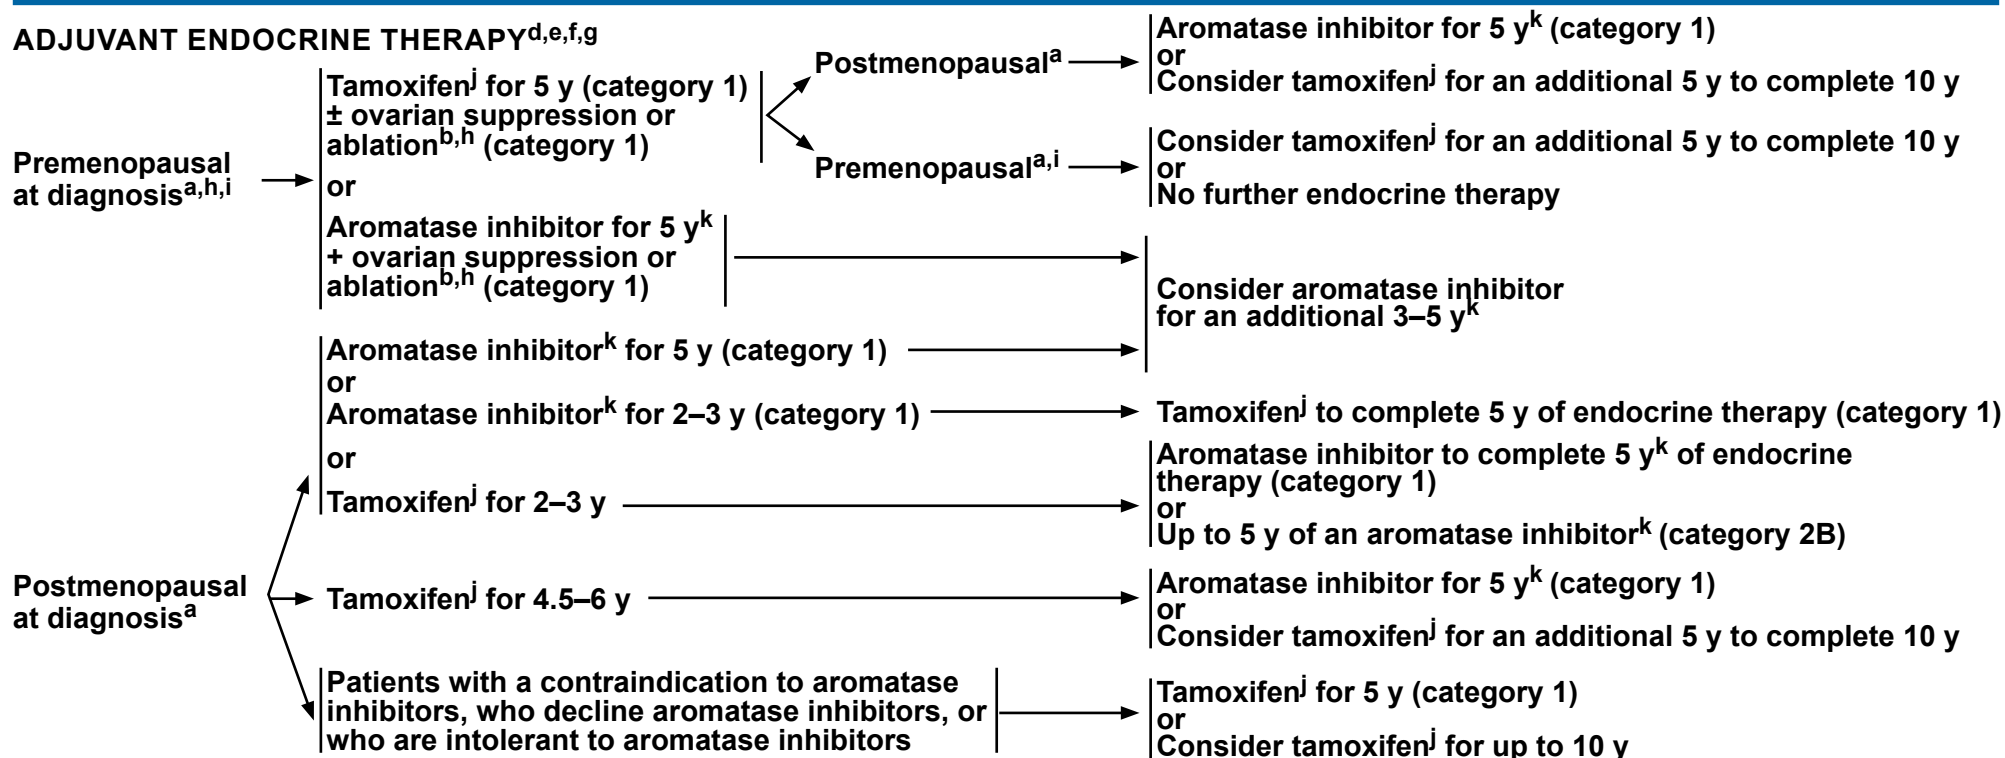 ADJUVANT ENDOCRINE THERAPYd,e,f,g
Premenopausal
at diagnosisa,h,i
Tamoxifenj for 5 y (category 1)
± ovarian suppression or
ablationb,h (category 1)
or
Aromatase inhibitor for 5 yk
+ ovarian suppression or
ablationb,h (category 1)
Postmenopausala
Aromatase inhibitor for 5 yk (category 1)
or
Consider tamoxifenj for an additional 5 y to complete 10 y
Premenopausala,i
Consider tamoxifenj for an additional 5 y to complete 10 y
or
No further endocrine therapy
Consider aromatase inhibitor
for an additional 3–5 yk
Postmenopausal
at diagnosisa
Aromatase inhibitork for 5 y (category 1)
or
Aromatase inhibitork for 2–3 y (category 1)
or
Tamoxifenj for 2–3 y
Tamoxifenj to complete 5 y of endocrine therapy (category 1)
Aromatase inhibitor to complete 5 yk of endocrine
therapy (category 1)
or
Up to 5 y of an aromatase inhibitork (category 2B)
Tamoxifenj for 4.5–6 y
Aromatase inhibitor for 5 yk (category 1)
or
Consider tamoxifenj for an additional 5 y to complete 10 y
Patients with a contraindication to aromatase
inhibitors, who decline aromatase inhibitors, or
who are intolerant to aromatase inhibitors
Tamoxifenj for 5 y (category 1)
or
Consider tamoxifenj for up to 10 y